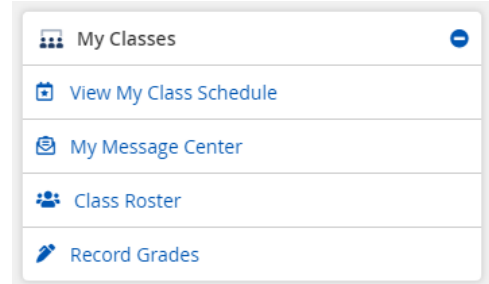 My Classes
View My Class Schedule
My Message Center
Class Roster
Record Grades